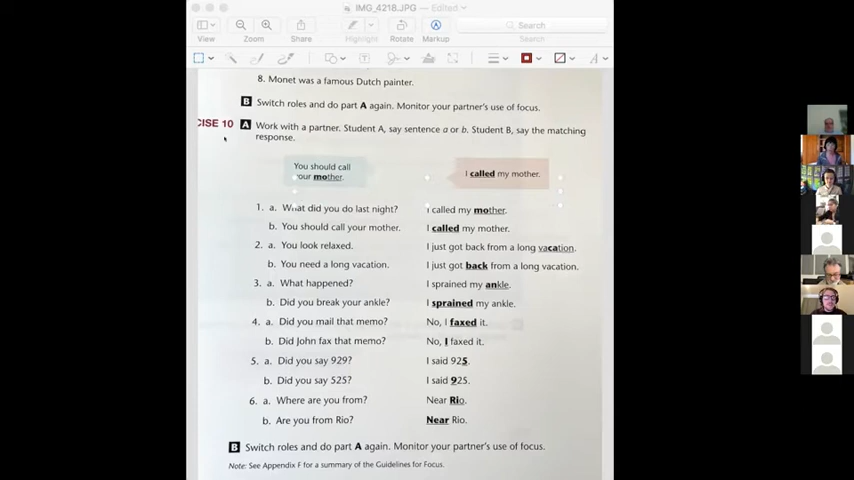 IMG_4218.JPG — Edited
View
Zoom
Share
Highlight
Rotate
Markup
Search
Search
8. Monet was a famous Dutch painter.
B Switch roles and do part A again. Monitor your partner's use of focus.
CISE 10 A Work with a partner. Student A, say sentence a or b. Student B, say the matching
response.
You should call
your mother.
I called my mother.
1. a. What did you do last night? I called my mother.
b. You should call your mother. I called my mother.
2. a. You look relaxed. I just got back from a long vacation.
b. You need a long vacation. I just got back from a long vacation.
3. a. What happened? I sprained my ankle.
b. Did you break your ankle? I sprained my ankle.
4. a. Did you mail that memo? No, I faxed it.
b. Did John fax that memo? No, I faxed it.
5. a. Did you say 929? I said 925.
b. Did you say 525? I said 925.
6. a. Where are you from? Near Rio.
b. Are you from Rio? Near Rio.
B Switch roles and do part A again. Monitor your partner's use of focus.
Note: See Appendix F for a summary of the Guidelines for Focus.